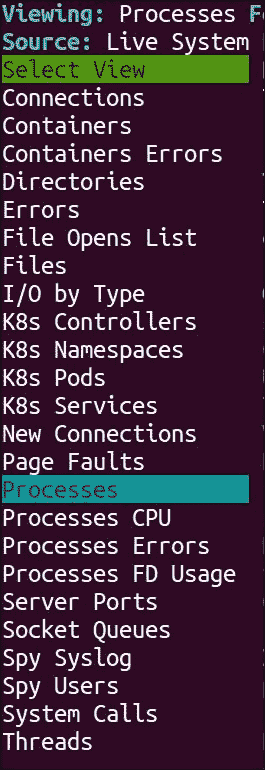 Viewing: Processes F
Source: Live System
Select View
Connections
Containers
Containers Errors
Directories
Errors
File Opens List
Files
I/O by Type
K8s Controllers
K8s Namespaces
K8s Pods
K8s Services
New Connections
Page Faults
Processes
Processes CPU
Processes Errors
Processes FD Usage
Server Ports
Socket Queues
Spy Syslog
Spy Users
System Calls
Threads